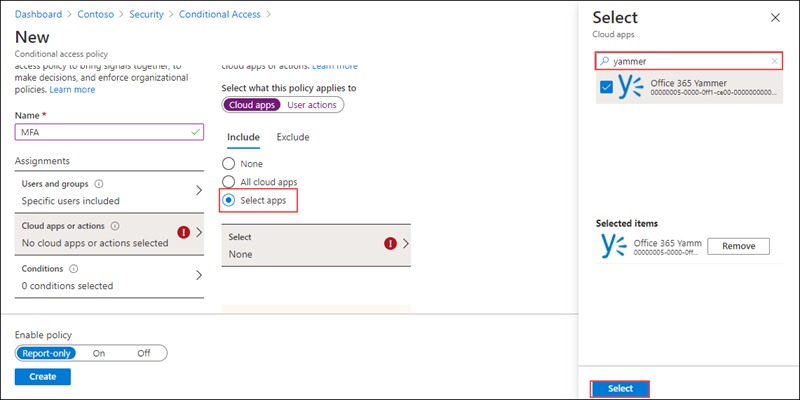 Dashboard > Contoso > Security > Conditional Access >
New
Conditional access policy
access policy to bring signals together, to
make decisions, and enforce organizational
policies. Learn more
Name *
MFA
Assignments
Users and groups
Specific users included
Cloud apps or actions
No cloud apps or actions selected
Conditions
0 conditions selected
Enable policy
Report-only On Off
Create
cloud apps or actions. Learn more
Select what this policy applies to
Cloud apps User actions
Include Exclude
None
All cloud apps
Select apps
Select
None
Select
Cloud apps
yammer
Office 365 Yammer
00000005-0000-0ff1-ce00-0000000000...
Selected items
Office 365 Yamm
00000005-0000-0ff...
Remove
Select